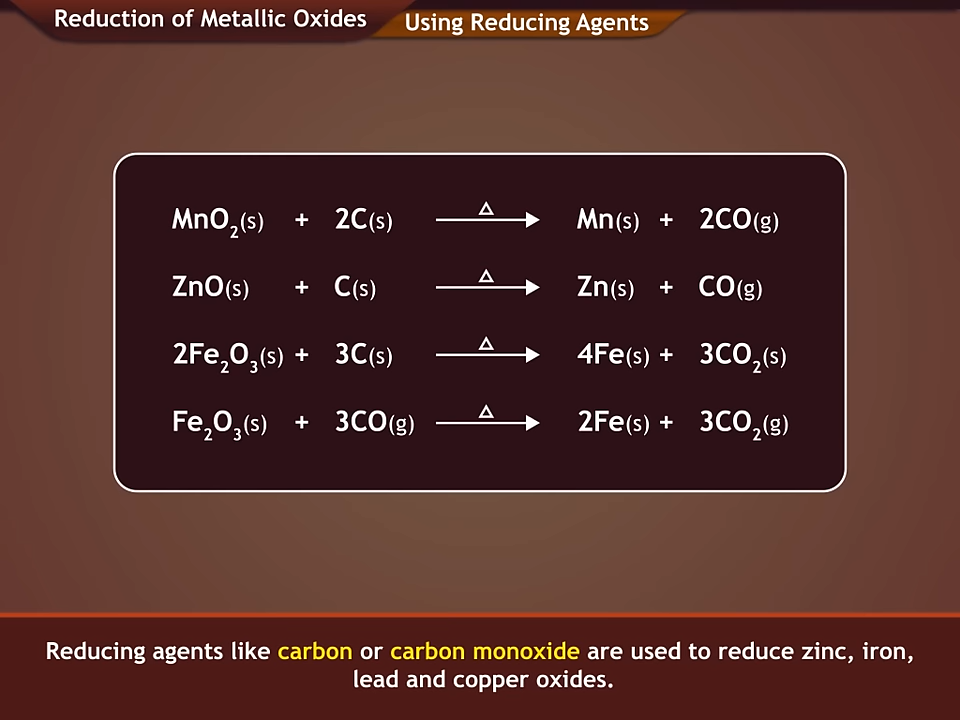 Reduction of Metallic Oxides
Using Reducing Agents
MnO₂(s) + 2C(s) △→ Mn(s) + 2CO(g)
ZnO(s) + C(s) △→ Zn(s) + CO(g)
2Fe₂O₃(s) + 3C(s) △→ 4Fe(s) + 3CO₂(s)
Fe₂O₃(s) + 3CO(g) △→ 2Fe(s) + 3CO₂(g)
Reducing agents like carbon or carbon monoxide are used to reduce zinc, iron,
lead and copper oxides.